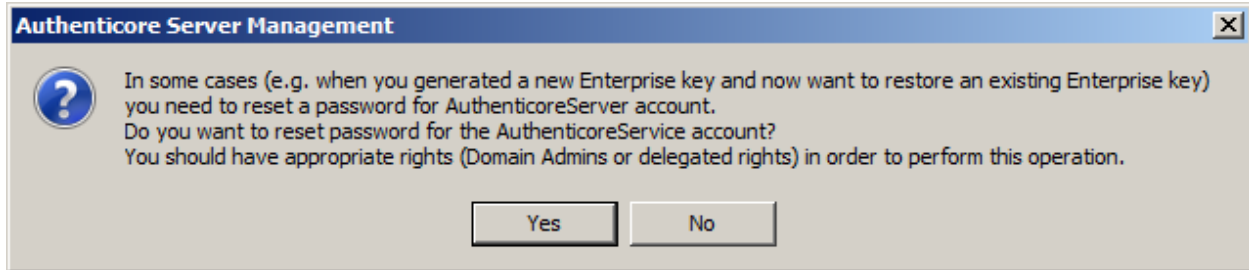 Authenticore Server Management
In some cases (e.g. when you generated a new Enterprise key and now want to restore an existing Enterprise key)
you need to reset a password for AuthenticoreServer account.
Do you want to reset password for the AuthenticoreService account?
You should have appropriate rights (Domain Admins or delegated rights) in order to perform this operation.
Yes No